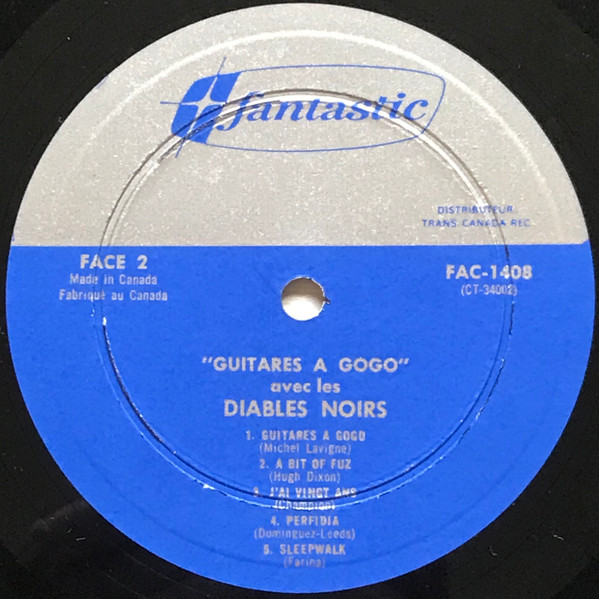 fantastic
DISTRIBUTEUR
TRANS CANADA REC.
FACE 2
Made in Canada
Fabriqué au Canada
FAC-1408
(CT-34002)
"GUITARES A GOGO"
avec les
DIABLES NOIRS
1. GUITARES A GOGO
(Michel Lavigne)
2. A BIT OF FUZ
(Hugh Dixon)
3. J'AI VINGT ANS
(Champion)
4. PERFIDIA
(Dominguez-Leeds)
5. SLEEPWALK
(Farina)